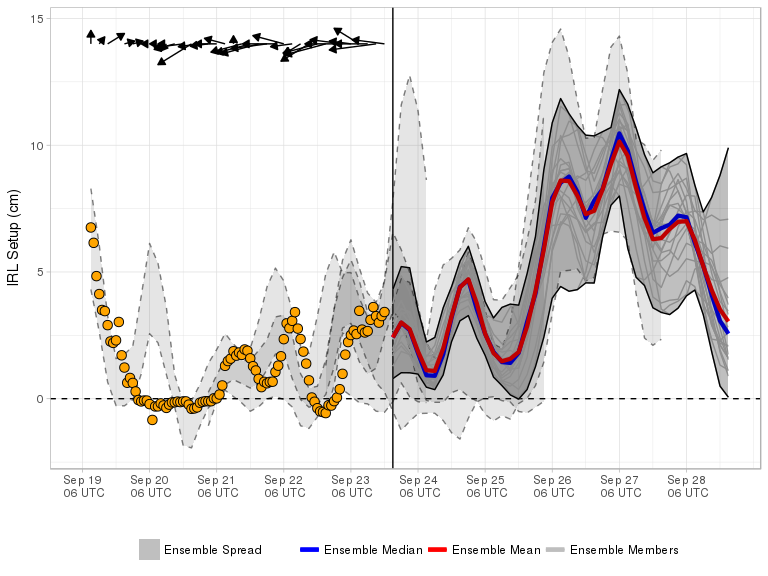 15
10
5
0
IRL Setup (cm)
Sep 19 Sep 20 Sep 21 Sep 22 Sep 23 Sep 24 Sep 25 Sep 26 Sep 27 Sep 28
06 UTC 06 UTC 06 UTC 06 UTC 06 UTC 06 UTC 06 UTC 06 UTC 06 UTC 06 UTC
Ensemble Spread Ensemble Median Ensemble Mean Ensemble Members